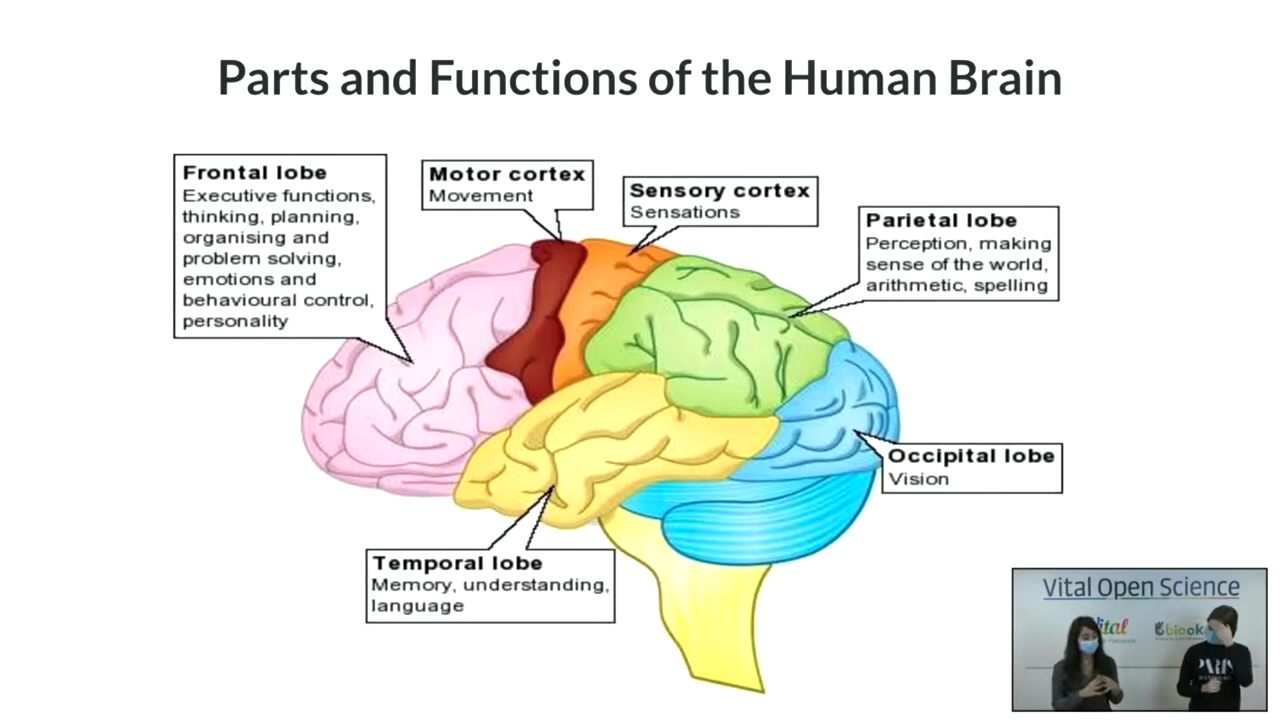 Parts and Functions of the Human Brain
Frontal lobe
Executive functions,
thinking, planning,
organising and
problem solving,
emotions and
behavioural control,
personality
Motor cortex
Movement
Sensory cortex
Sensations
Parietal lobe
Perception, making
sense of the world,
arithmetic, spelling
Occipital lobe
Vision
Temporal lobe
Memory, understanding,
language
Vital Open Science